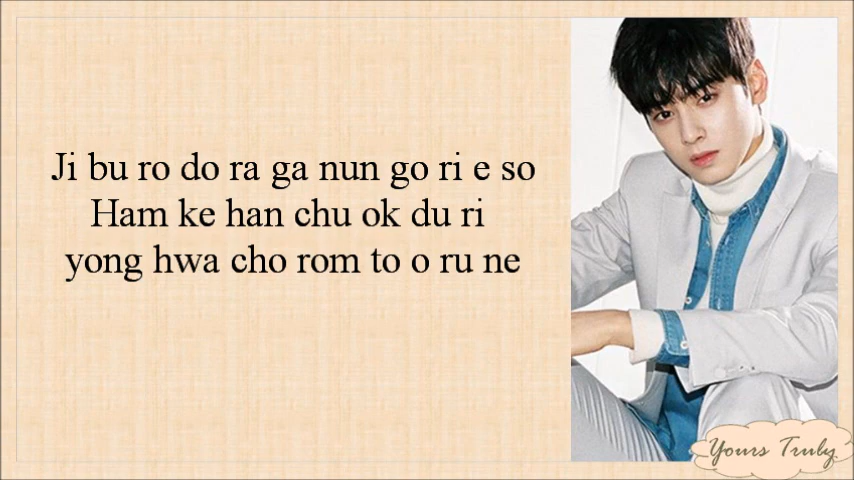 Ji bu ro do ra ga nun go ri e so
Ham ke han chu ok du ri
yong hwa cho rom to o ru ne
Yours Truly